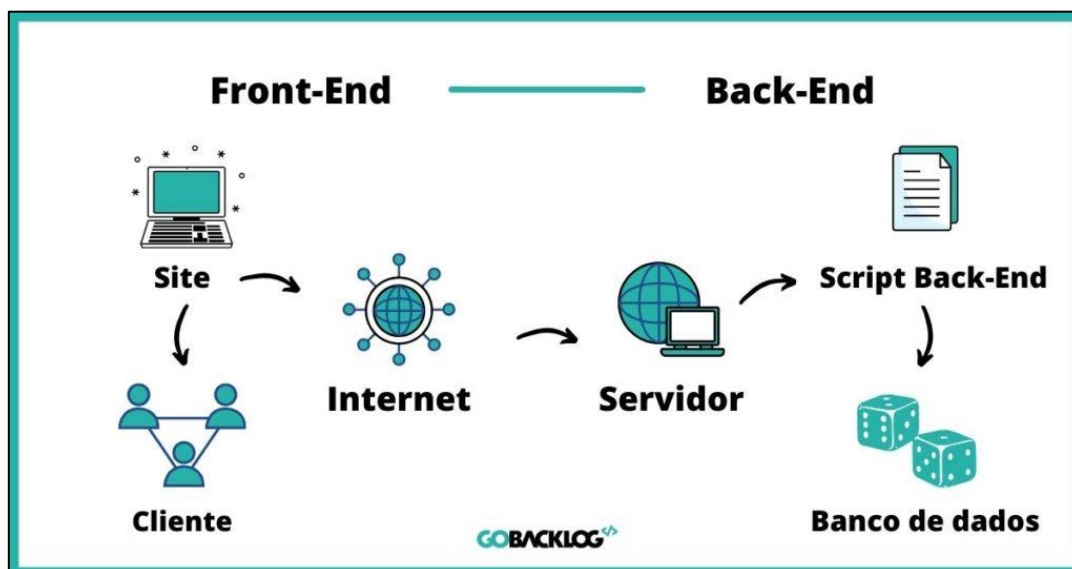 Front-End
Back-End
Site
Script Back-End
Internet
Servidor
Cliente
Banco de dados
GOBACKLOG</>